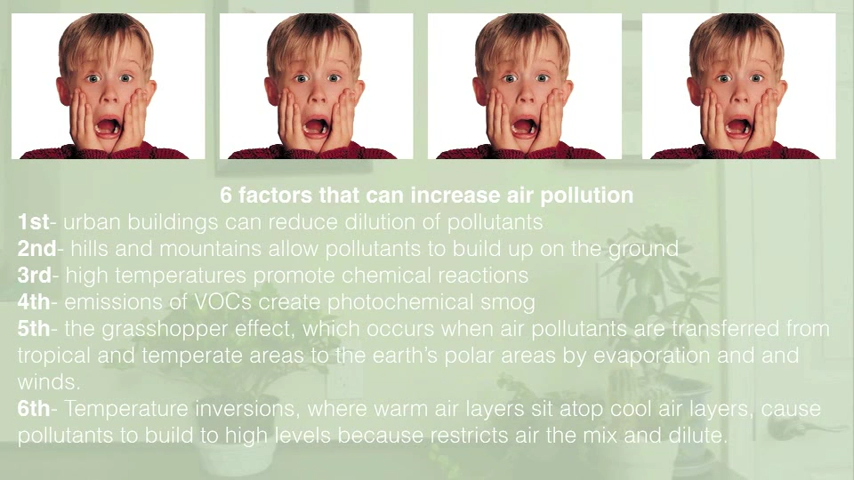 6 factors that can increase air pollution
1st- urban buildings can reduce dilution of pollutants
2nd- hills and mountains allow pollutants to build up on the ground
3rd- high temperatures promote chemical reactions
4th- emissions of VOCs create photochemical smog
5th- the grasshopper effect, which occurs when air pollutants are transferred from
tropical and temperate areas to the earth's polar areas by evaporation and and
winds.
6th- Temperature inversions, where warm air layers sit atop cool air layers, cause
pollutants to build to high levels because restricts air the mix and dilute.